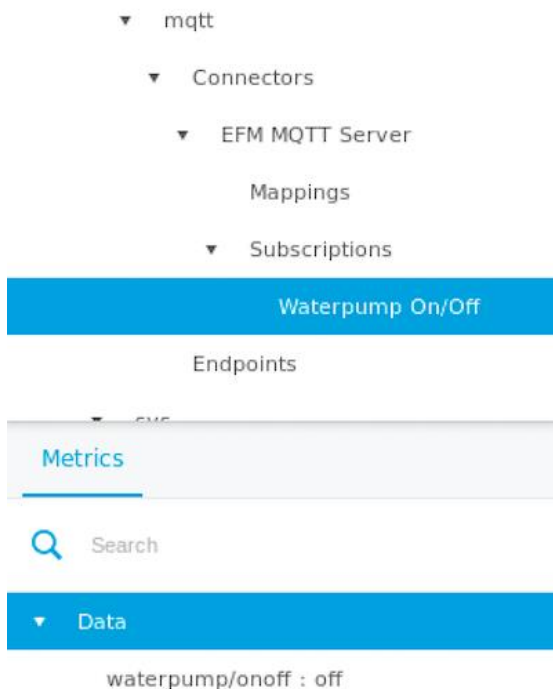 mqtt
Connectors
EFM MQTT Server
Mappings
Subscriptions
Waterpump On/Off
Endpoints
Metrics
Search
Data
waterpump/onoff : off